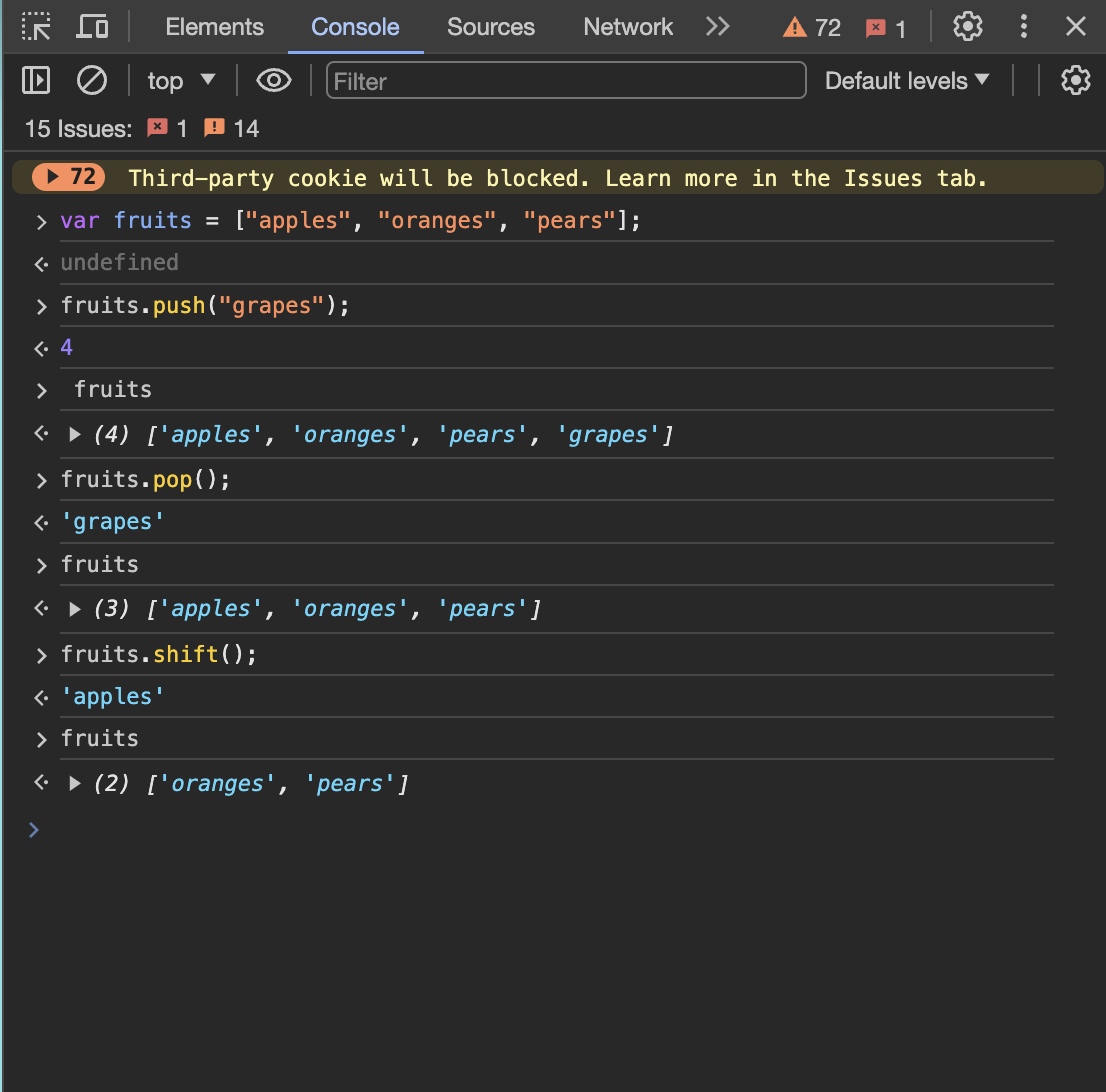 Elements Console Sources Network 72 1
top Filter Default levels
15 Issues: 1 14
72 Third-party cookie will be blocked. Learn more in the Issues tab.
var fruits = ["apples", "oranges", "pears"];
undefined
fruits.push("grapes");
4
fruits
(4) ['apples', 'oranges', 'pears', 'grapes']
fruits.pop();
'grapes'
fruits
(3) ['apples', 'oranges', 'pears']
fruits.shift();
'apples'
fruits
(2) ['oranges', 'pears']